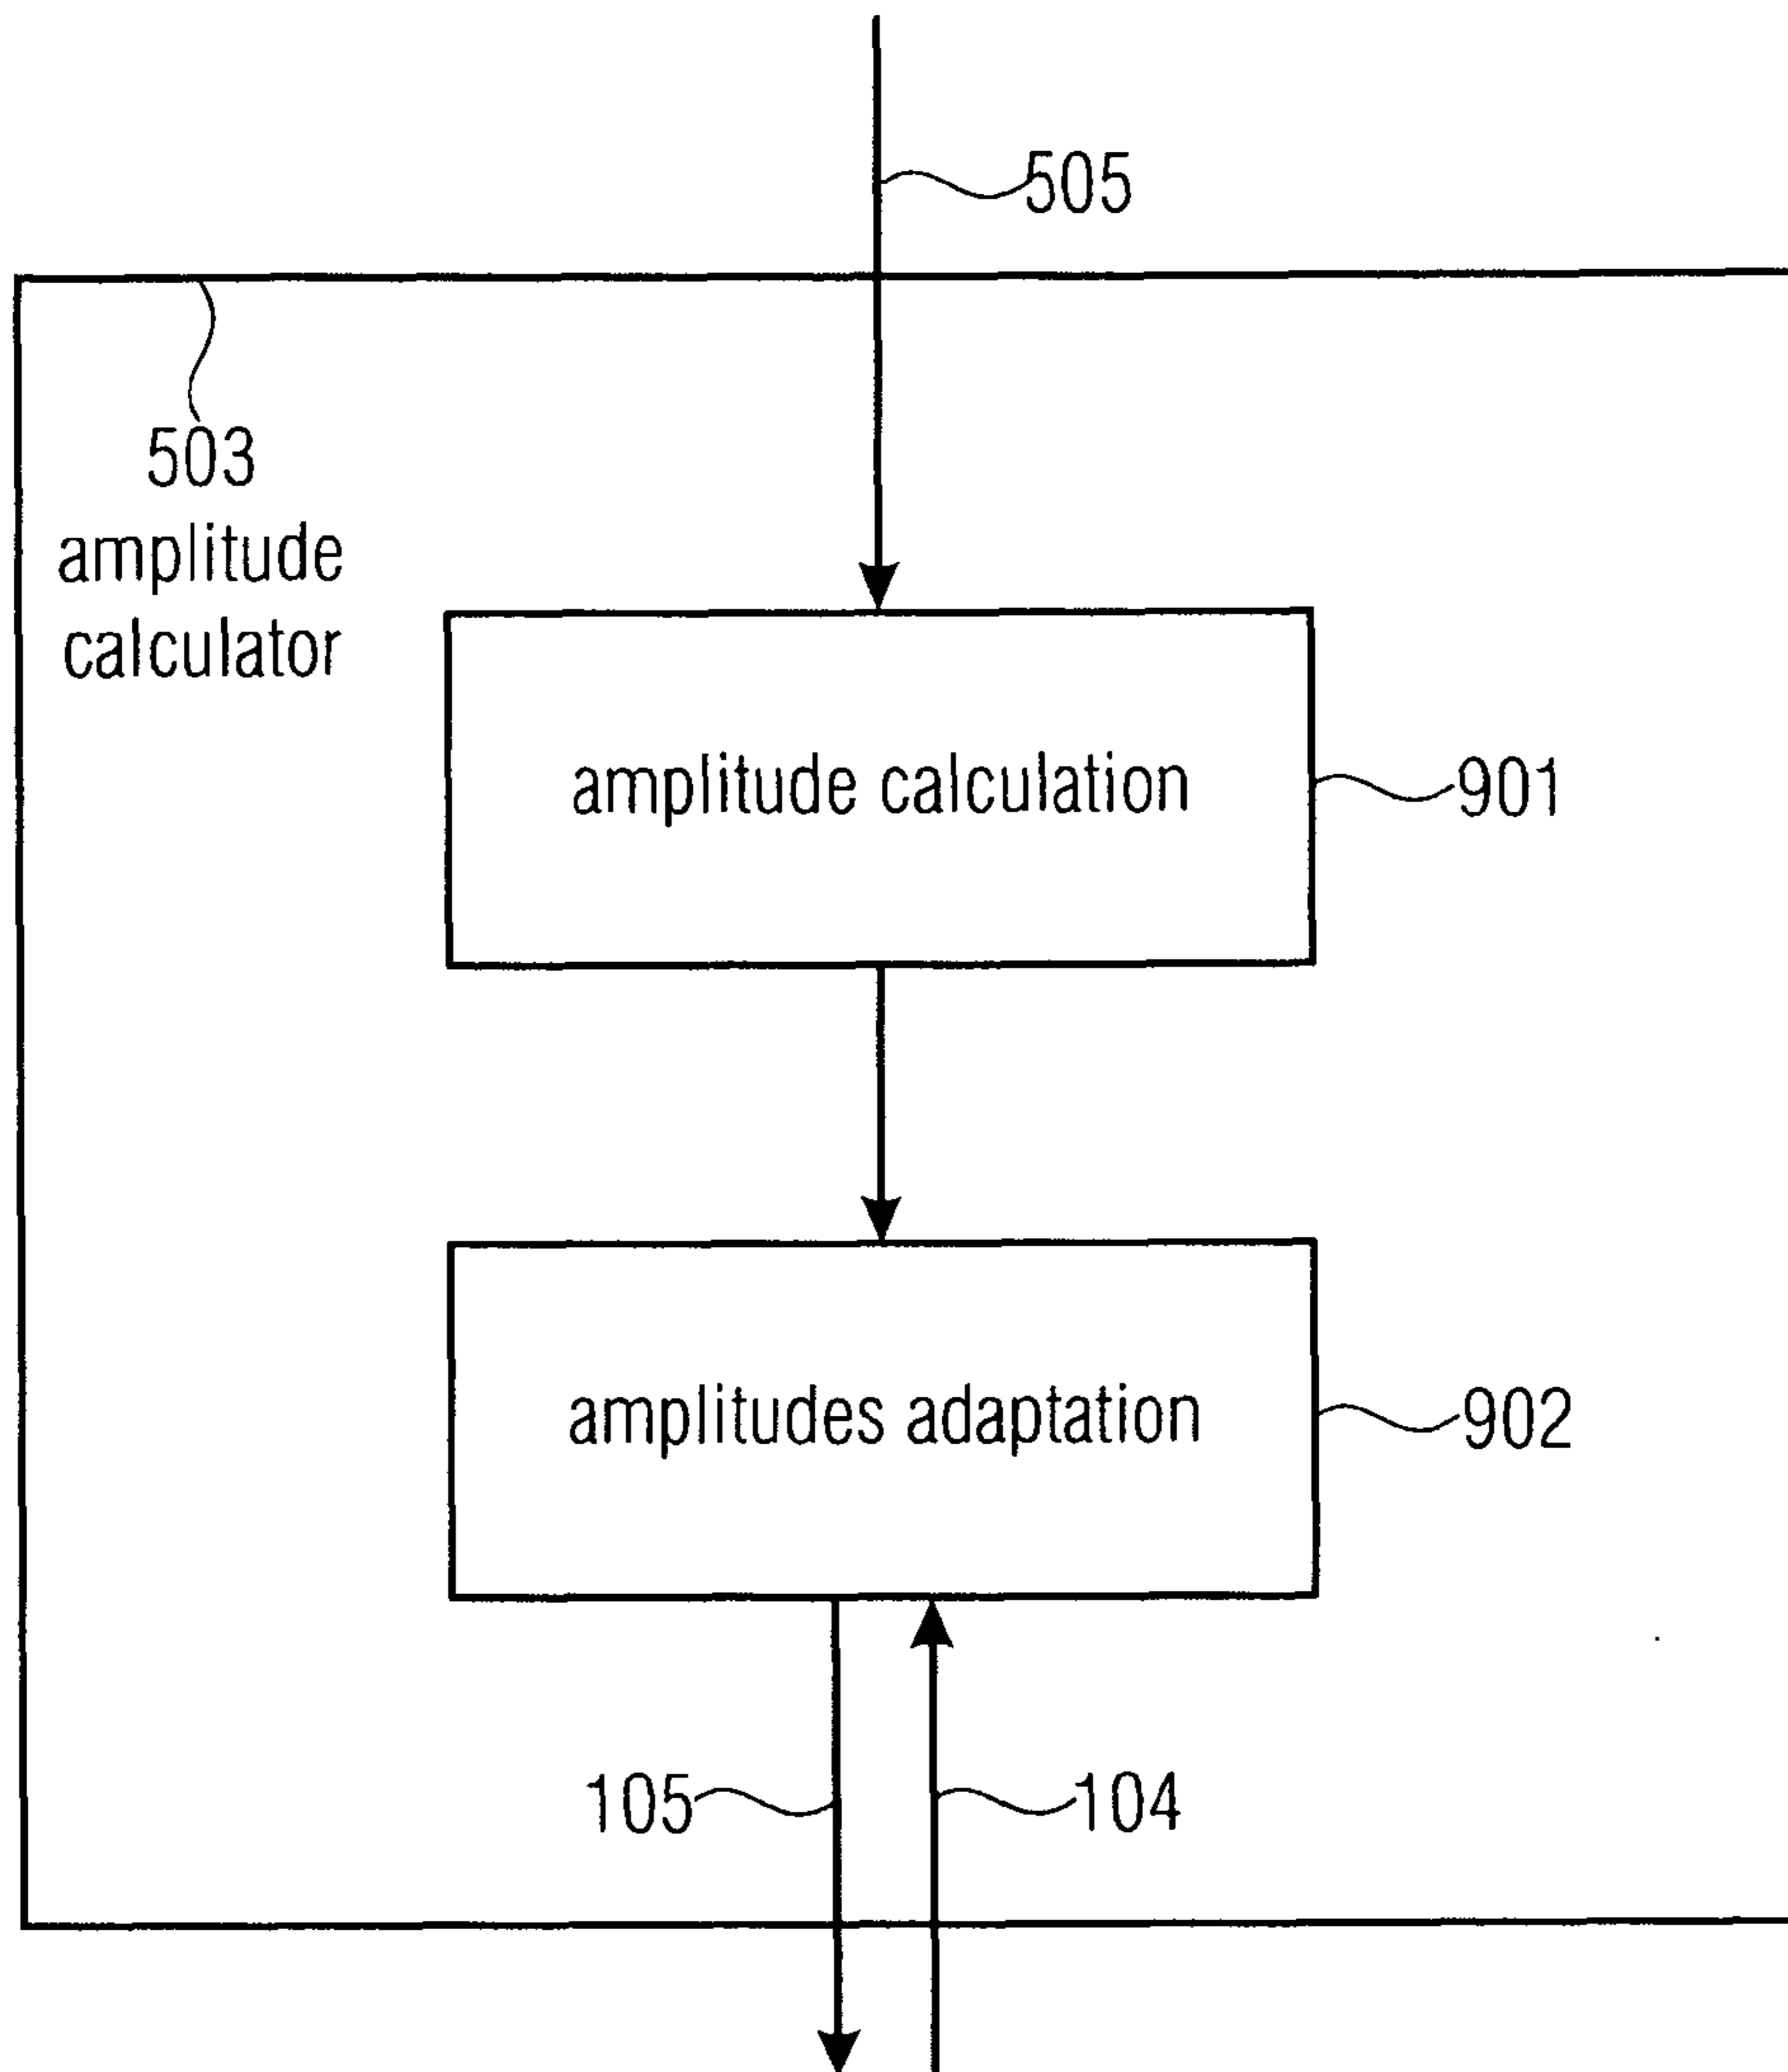 505
503
amplitude
calculator
amplitude calculation
901
amplitudes adaptation
902
105
104